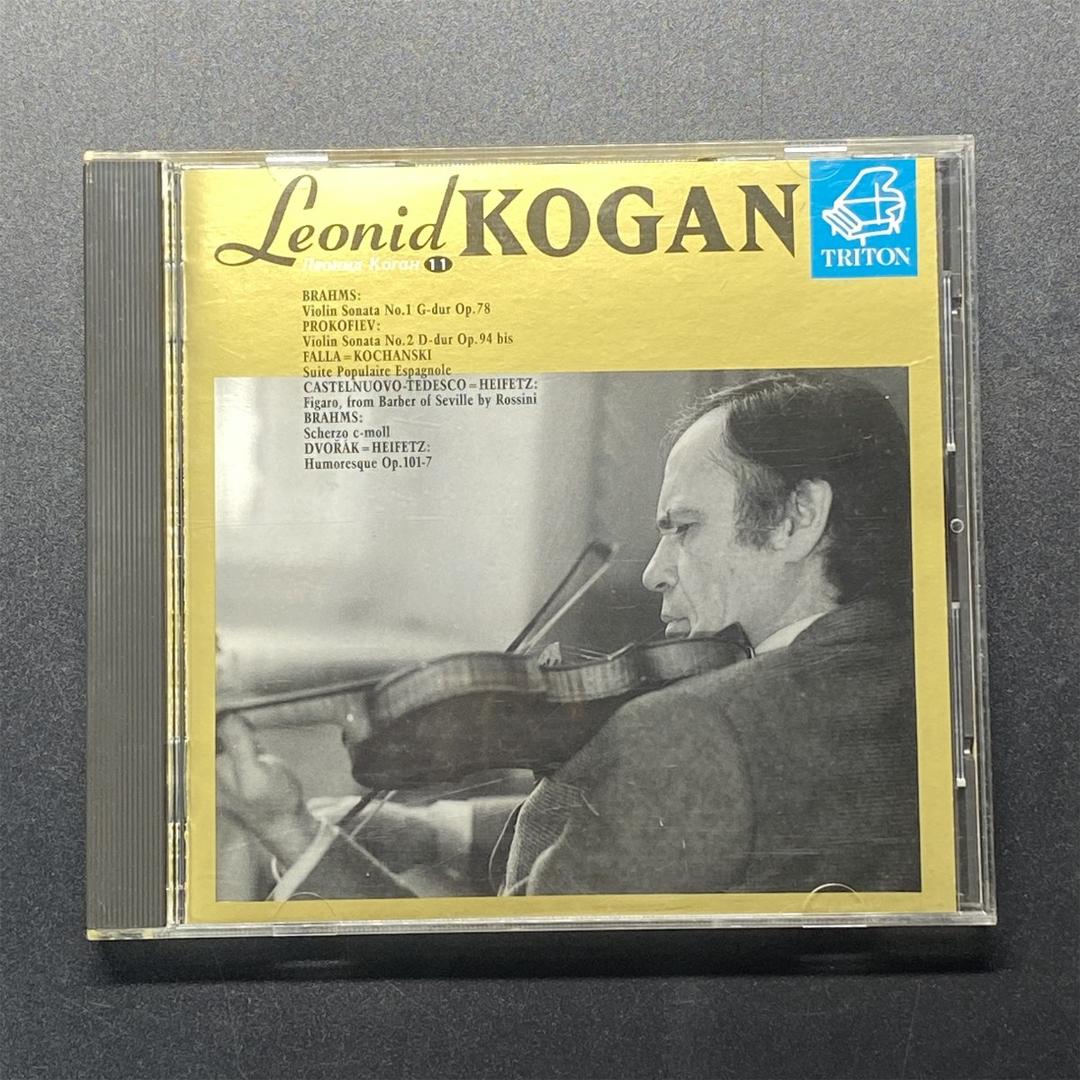 Leonid KOGAN
Леонид Коган 11
TRITON
BRAHMS:
Violin Sonata No.1 G-dur Op.78
PROKOFIEV:
Violin Sonata No.2 D-dur Op.94 bis
FALLA=KOCHANSKI
Suite Populaire Espagnole
CASTELNUOVO-TEDESCO=HEIFETZ:
Figaro, from Barber of Seville by Rossini
BRAHMS:
Scherzo c-moll
DVOŘÁK=HEIFETZ:
Humoresque Op.101-7